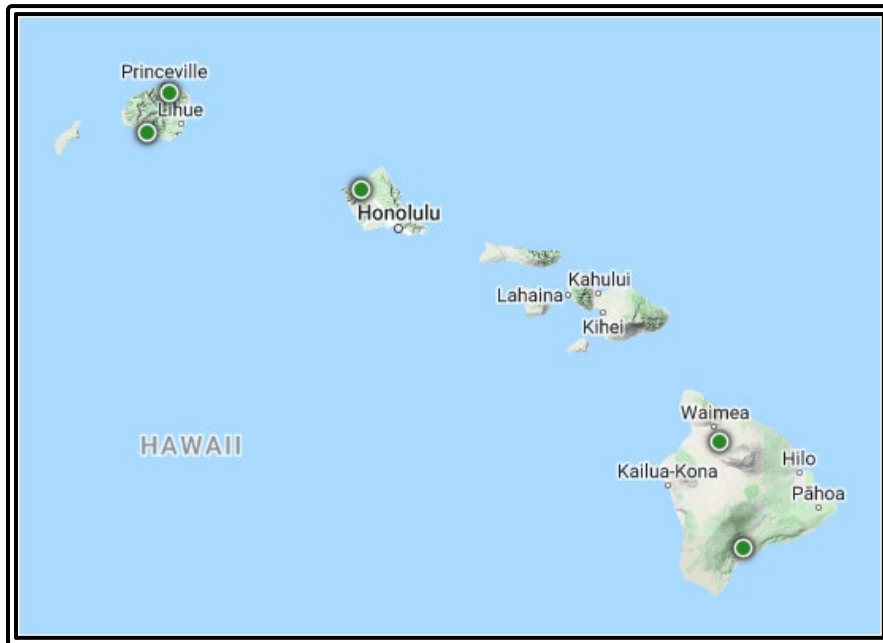 Princeville
Lihue
Honolulu
Kahului
Lahaina
Kihei
Waimea
HAWAII
Kailua-Kona
Hilo
Pāhoa